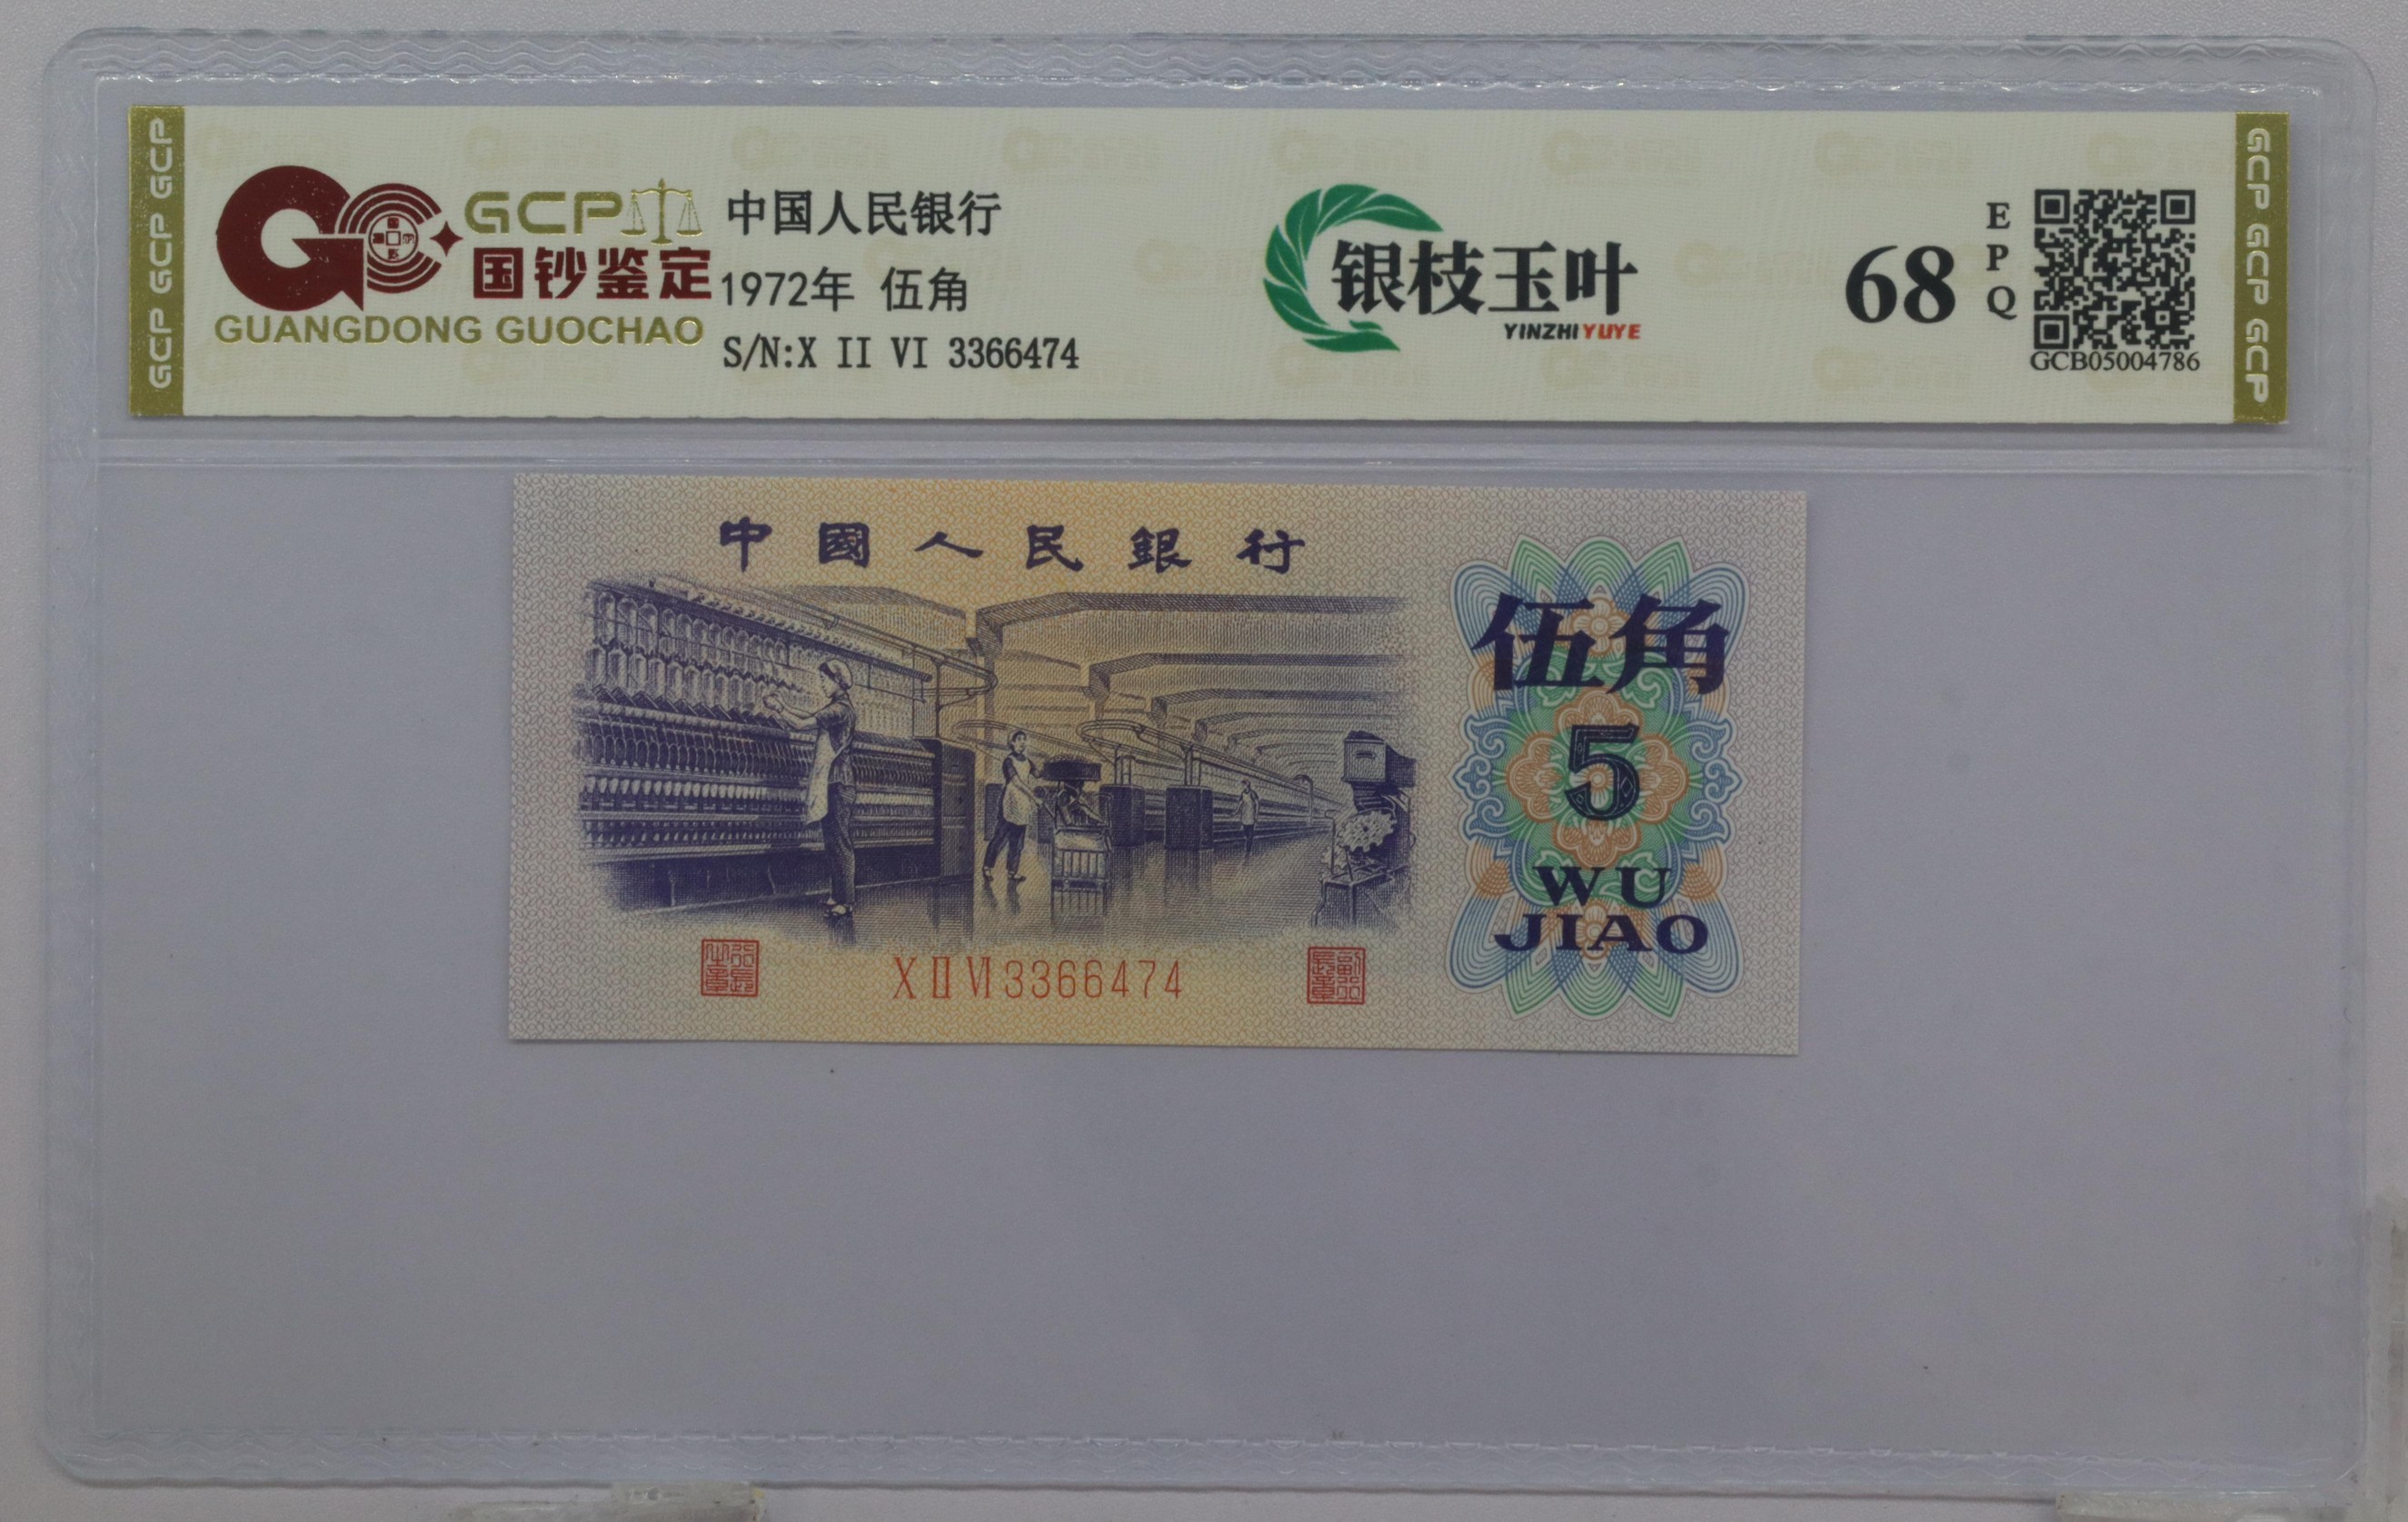 GCP GCP GCP
GCP
国钞鉴定
GUANGDONG GUOCHAO
中国人民银行
1972年 伍角
S/N:X II VI 3366474
银枝玉叶
YINZHIYUYE
68
EPQ
GCB05004786
GCP GCP GCP
中國人民銀行
伍角
5
WU
JIAO
X II VI 3366474